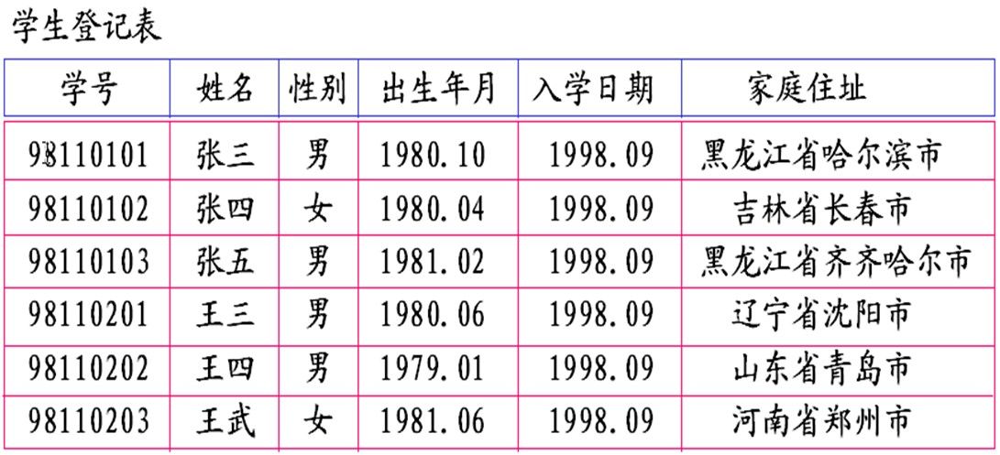 学生登记表
学号 姓名 性别 出生年月 入学日期 家庭住址
98110101 张三 男 1980.10 1998.09 黑龙江省哈尔滨市
98110102 张四 女 1980.04 1998.09 吉林省长春市
98110103 张五 男 1981.02 1998.09 黑龙江省齐齐哈尔市
98110201 王三 男 1980.06 1998.09 辽宁省沈阳市
98110202 王四 男 1979.01 1998.09 山东省青岛市
98110203 王武 女 1981.06 1998.09 河南省郑州市